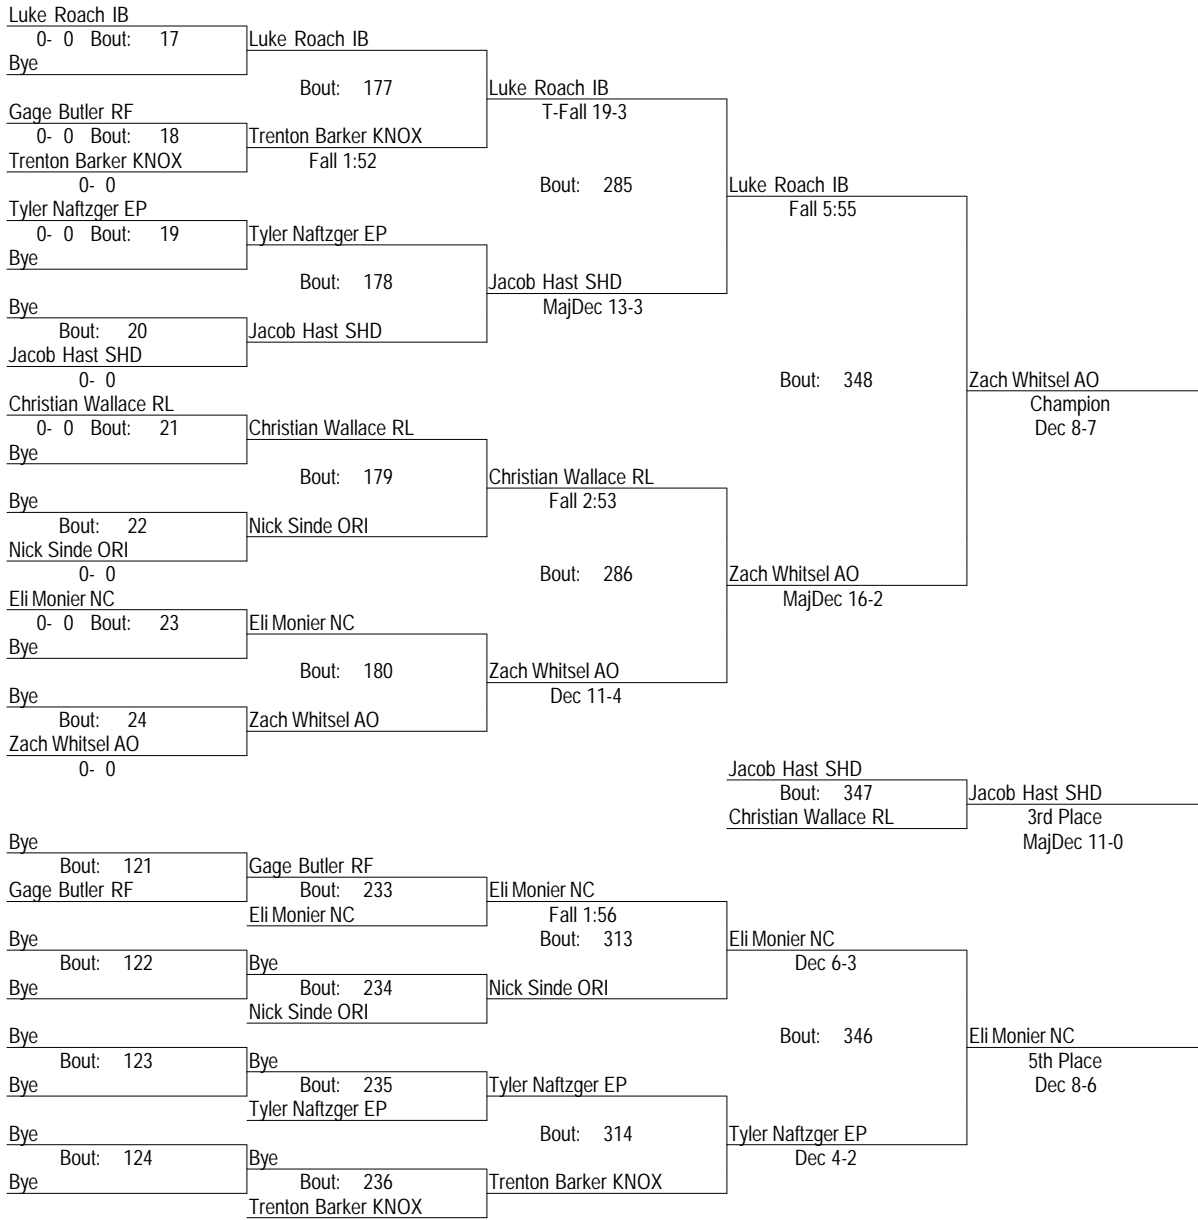 Luke Roach IB
0- 0 Bout: 17 Luke Roach IB
Bye
Bout: 177 Luke Roach IB
Gage Butler RF T-Fall 19-3
0- 0 Bout: 18 Trenton Barker KNOX
Trenton Barker KNOX Fall 1:52
0- 0 Bout: 285 Luke Roach IB
Tyler Naftzger EP Fall 5:55
0- 0 Bout: 19 Tyler Naftzger EP
Bye
Bout: 178 Jacob Hast SHD
Bye MajDec 13-3
Bout: 20 Jacob Hast SHD
Jacob Hast SHD
0- 0 Bout: 348 Zach Whitsel AO
Christian Wallace RL Champion
0- 0 Bout: 21 Christian Wallace RL Dec 8-7
Bye
Bout: 179 Christian Wallace RL
Bye Fall 2:53
Bout: 22 Nick Sinde ORI
Nick Sinde ORI
0- 0 Bout: 286 Zach Whitsel AO
Eli Monier NC MajDec 16-2
0- 0 Bout: 23 Eli Monier NC
Bye
Bout: 180 Zach Whitsel AO
Bye Dec 11-4
Bout: 24 Zach Whitsel AO
Zach Whitsel AO
0- 0 Jacob Hast SHD
Bout: 347 Jacob Hast SHD
Christian Wallace RL 3rd Place
Bye MajDec 11-0
Bout: 121 Gage Butler RF
Gage Butler RF Bout: 233 Eli Monier NC
Eli Monier NC Fall 1:56
Bye Bout: 313 Eli Monier NC
Bout: 122 Bye Dec 6-3
Bye Bout: 234 Nick Sinde ORI
Nick Sinde ORI
Bye Bout: 346 Eli Monier NC
Bout: 123 Bye 5th Place
Bye Bout: 235 Tyler Naftzger EP Dec 8-6
Tyler Naftzger EP
Bye Bout: 314 Tyler Naftzger EP
Bout: 124 Bye Dec 4-2
Bye Bout: 236 Trenton Barker KNOX
Trenton Barker KNOX